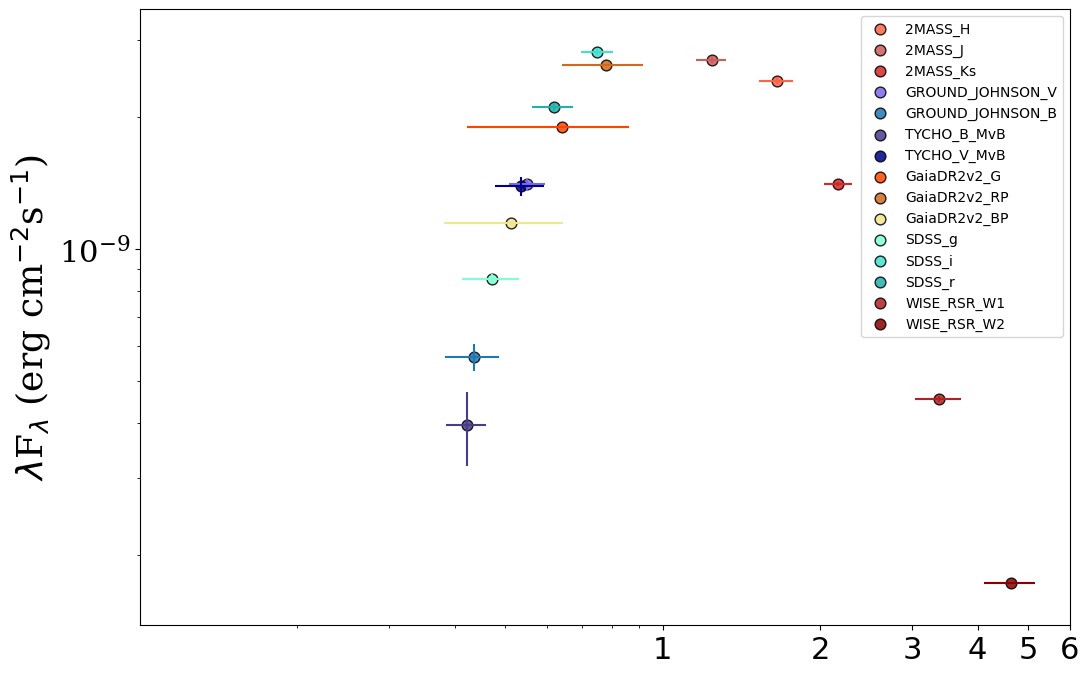 λF_λ (erg cm⁻²s⁻¹)
10⁻⁹
2MASS_H
2MASS_J
2MASS_Ks
GROUND_JOHNSON_V
GROUND_JOHNSON_B
TYCHO_B_MvB
TYCHO_V_MvB
GaiaDR2v2_G
GaiaDR2v2_RP
GaiaDR2v2_BP
SDSS_g
SDSS_i
SDSS_r
WISE_RSR_W1
WISE_RSR_W2
1 2 3 4 5 6